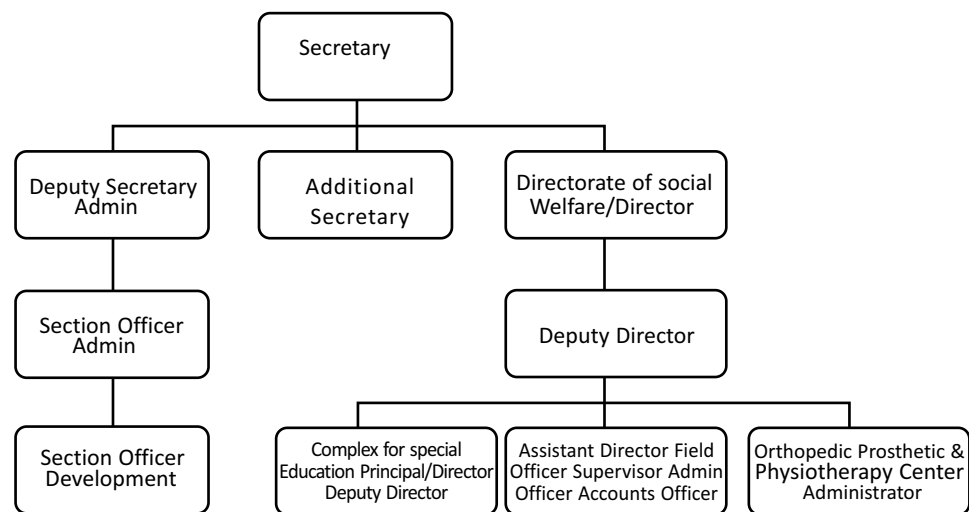 Secretary
Deputy Secretary
Admin
Additional
Secretary
Directorate of social
Welfare/Director
Section Officer
Admin
Deputy Director
Section Officer
Development
Complex for special
Education Principal/Director
Deputy Director
Assistant Director Field
Officer Supervisor Admin
Officer Accounts Officer
Orthopedic Prosthetic &
Physiotherapy Center
Administrator